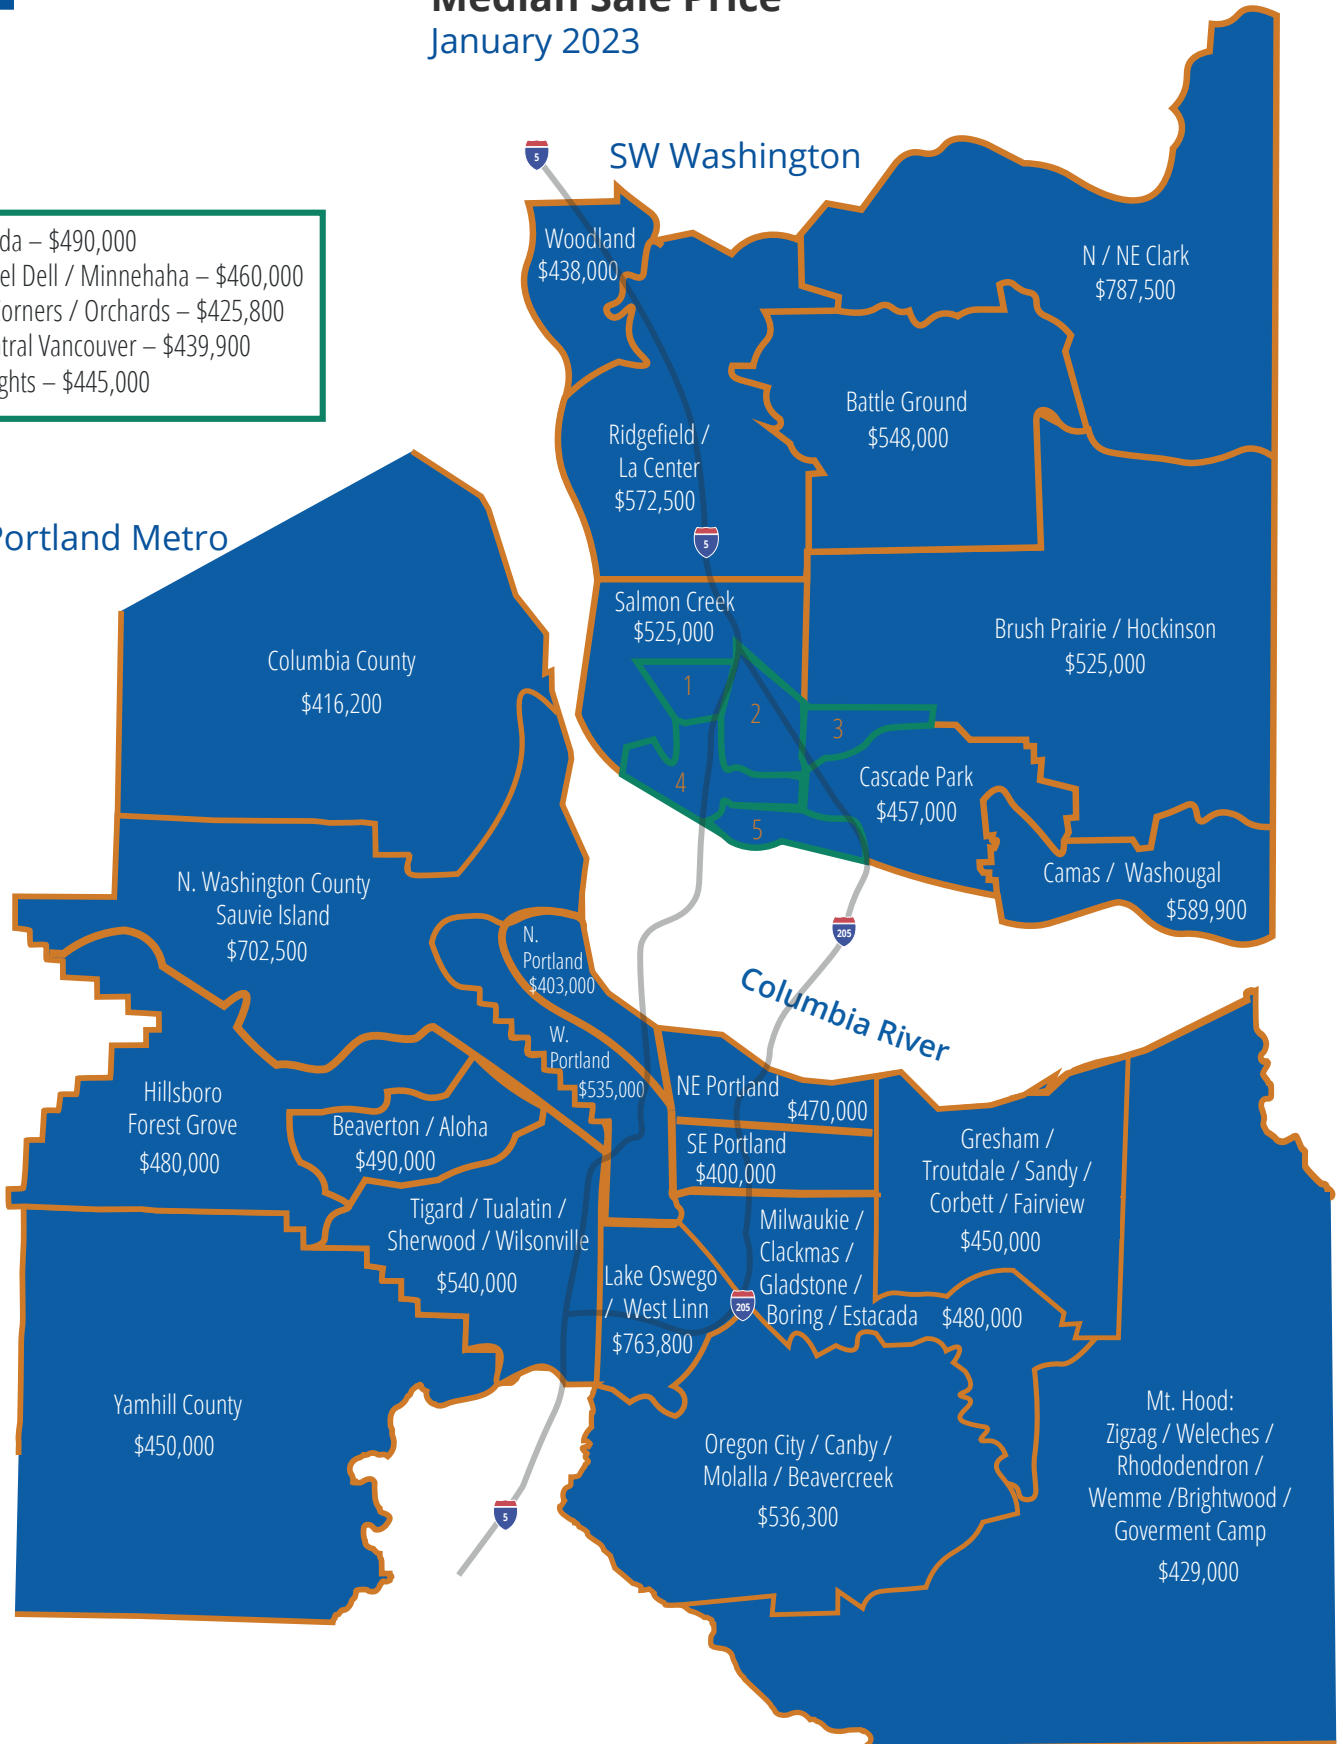 Median Sale Price
January 2023
SW Washington
da – $490,000
el Dell / Minnehaha – $460,000
orners / Orchards – $425,800
tral Vancouver – $439,900
ghts – $445,000
Portland Metro
5
Woodland
$438,000
N / NE Clark
$787,500
Battle Ground
$548,000
Ridgefield /
La Center
$572,500
5
Salmon Creek
$525,000
Brush Prairie / Hockinson
$525,000
1
2
3
4
5
Cascade Park
$457,000
Camas / Washougal
$589,900
205
Columbia River
Columbia County
$416,200
N. Washington County
Sauvie Island
$702,500
N.
Portland
$403,000
W.
Portland
$535,000
NE Portland
$470,000
SE Portland
$400,000
Hillsboro
Forest Grove
$480,000
Beaverton / Aloha
$490,000
Tigard / Tualatin /
Sherwood / Wilsonville
$540,000
Gresham /
Troutdale / Sandy /
Corbett / Fairview
$450,000
Milwaukie /
Clackmas /
Gladstone /
Boring / Estacada
$480,000
Lake Oswego
/ West Linn
$763,800
205
Yamhill County
$450,000
5
Oregon City / Canby /
Molalla / Beavercreek
$536,300
Mt. Hood:
Zigzag / Weleches /
Rhododendron /
Wemme /Brightwood /
Goverment Camp
$429,000